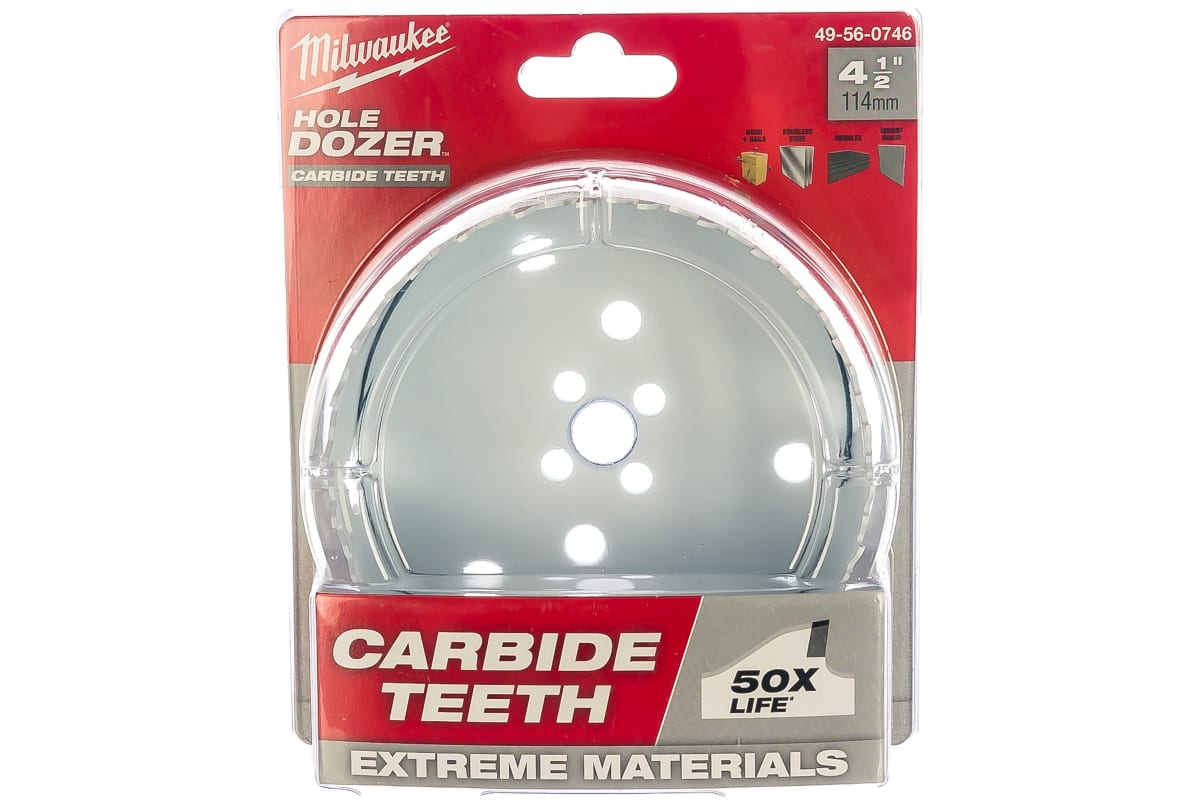 Milwaukee®
49-56-0746
4 1/2"
114mm
HOLE
DOZER™
CARBIDE TEETH
WOOD
+ NAILS
STAINLESS
STEEL
SHINGLES
CEMENT
BOARD
CARBIDE
TEETH
50X
LIFE*
EXTREME MATERIALS